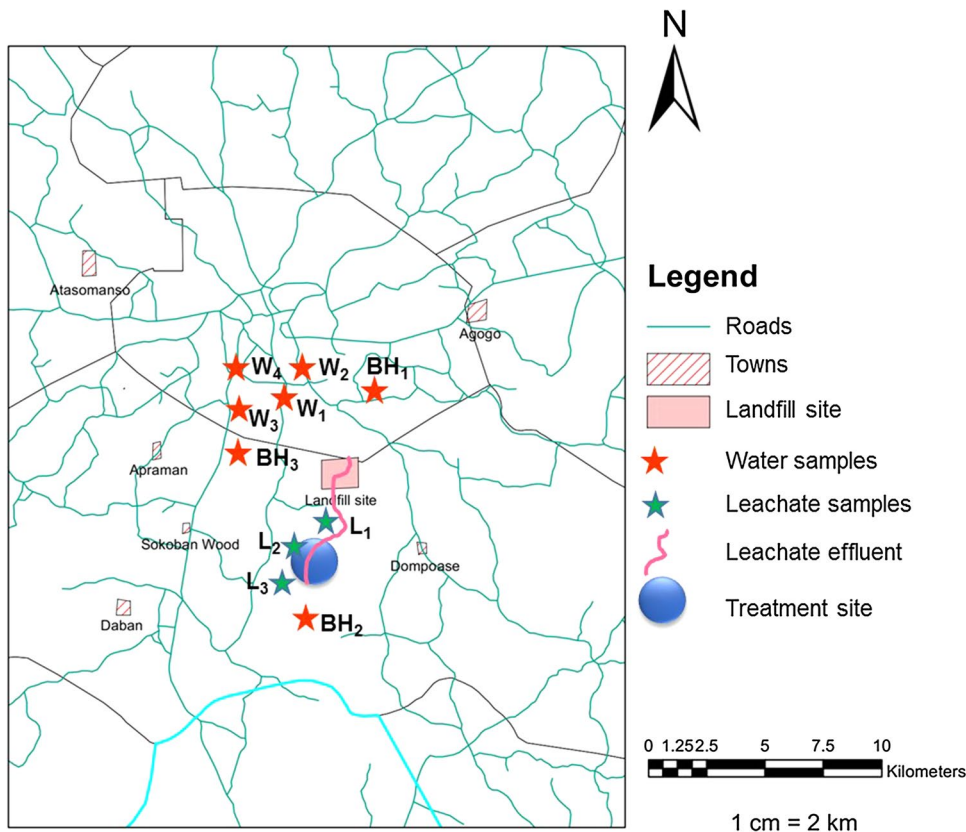 N
Atasomanso
Agogo
W4
W2
BH1
W3
W1
BH3
Apraman
Landfill site
L1
Sokoban Wood
L2
Dompoase
L3
Daban
BH2
Legend
Roads
Towns
Landfill site
Water samples
Leachate samples
Leachate effluent
Treatment site
0 1.25 2.5 5 7.5 10
Kilometers
1 cm = 2 km